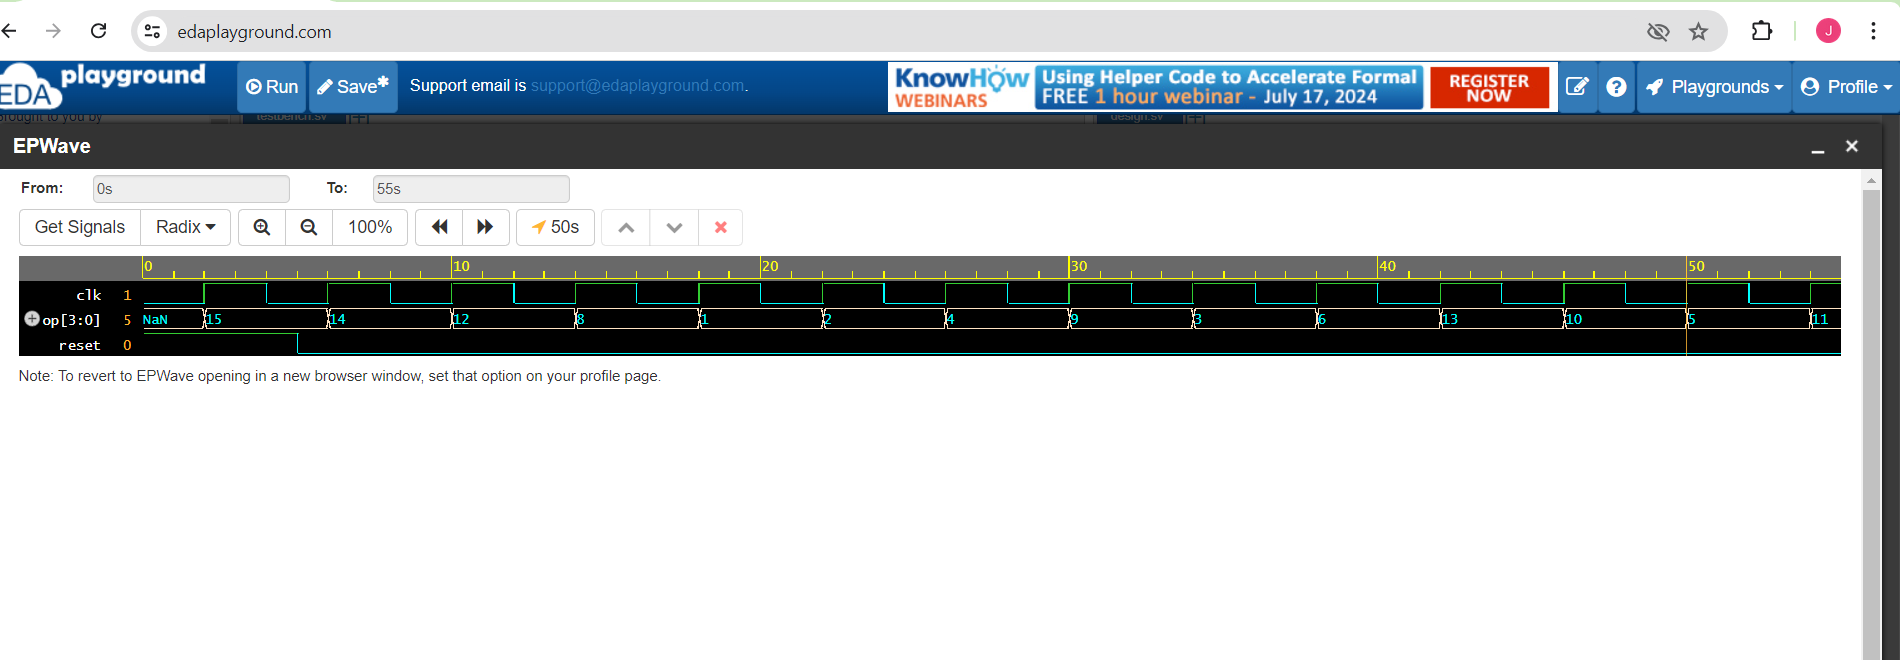 edaplayground.com
J
EDA playground
Run
Save*
Support email is support@edaplayground.com.
KnowHow WEBINARS
Using Helper Code to Accelerate Formal
FREE 1 hour webinar - July 17, 2024
REGISTER NOW
Playgrounds
Profile
brought to you by
testbench.sv
design.sv
EPWave
From: 0s To: 55s
Get Signals Radix 100% 50s
0 10 20 30 40 50
clk 1
op[3:0] 5 NaN 15 14 12 8 1 2 4 9 3 6 13 10 5 11
reset 0
Note: To revert to EPWave opening in a new browser window, set that option on your profile page.